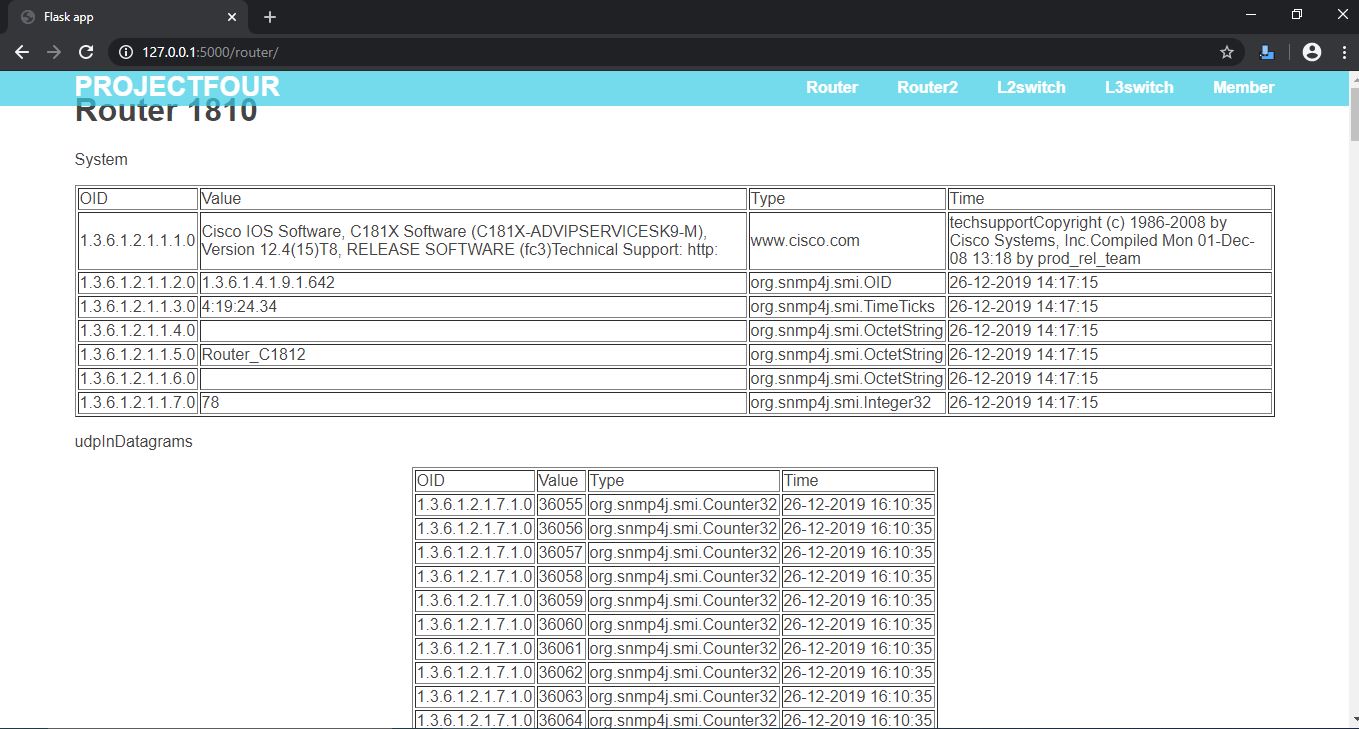 Flask app
127.0.0.1:5000/router/
PROJECTFOUR
Router Router2 L2switch L3switch Member
Router 1810
System
OID Value Type Time
1.3.6.1.2.1.1.1.0 Cisco IOS Software, C181X Software (C181X-ADVIPSERVICESK9-M), Version 12.4(15)T8, RELEASE SOFTWARE (fc3)Technical Support: http: www.cisco.com techsupportCopyright (c) 1986-2008 by Cisco Systems, Inc.Compiled Mon 01-Dec-08 13:18 by prod_rel_team
1.3.6.1.2.1.1.2.0 1.3.6.1.4.1.9.1.642 org.snmp4j.smi.OID 26-12-2019 14:17:15
1.3.6.1.2.1.1.3.0 4:19:24.34 org.snmp4j.smi.TimeTicks 26-12-2019 14:17:15
1.3.6.1.2.1.1.4.0 org.snmp4j.smi.OctetString 26-12-2019 14:17:15
1.3.6.1.2.1.1.5.0 Router_C1812 org.snmp4j.smi.OctetString 26-12-2019 14:17:15
1.3.6.1.2.1.1.6.0 org.snmp4j.smi.OctetString 26-12-2019 14:17:15
1.3.6.1.2.1.1.7.0 78 org.snmp4j.smi.Integer32 26-12-2019 14:17:15
udpInDatagrams
OID Value Type Time
1.3.6.1.2.1.7.1.0 36055 org.snmp4j.smi.Counter32 26-12-2019 16:10:35
1.3.6.1.2.1.7.1.0 36056 org.snmp4j.smi.Counter32 26-12-2019 16:10:35
1.3.6.1.2.1.7.1.0 36057 org.snmp4j.smi.Counter32 26-12-2019 16:10:35
1.3.6.1.2.1.7.1.0 36058 org.snmp4j.smi.Counter32 26-12-2019 16:10:35
1.3.6.1.2.1.7.1.0 36059 org.snmp4j.smi.Counter32 26-12-2019 16:10:35
1.3.6.1.2.1.7.1.0 36060 org.snmp4j.smi.Counter32 26-12-2019 16:10:35
1.3.6.1.2.1.7.1.0 36061 org.snmp4j.smi.Counter32 26-12-2019 16:10:35
1.3.6.1.2.1.7.1.0 36062 org.snmp4j.smi.Counter32 26-12-2019 16:10:35
1.3.6.1.2.1.7.1.0 36063 org.snmp4j.smi.Counter32 26-12-2019 16:10:35
1.3.6.1.2.1.7.1.0 36064 org.snmp4j.smi.Counter32 26-12-2019 16:10:35